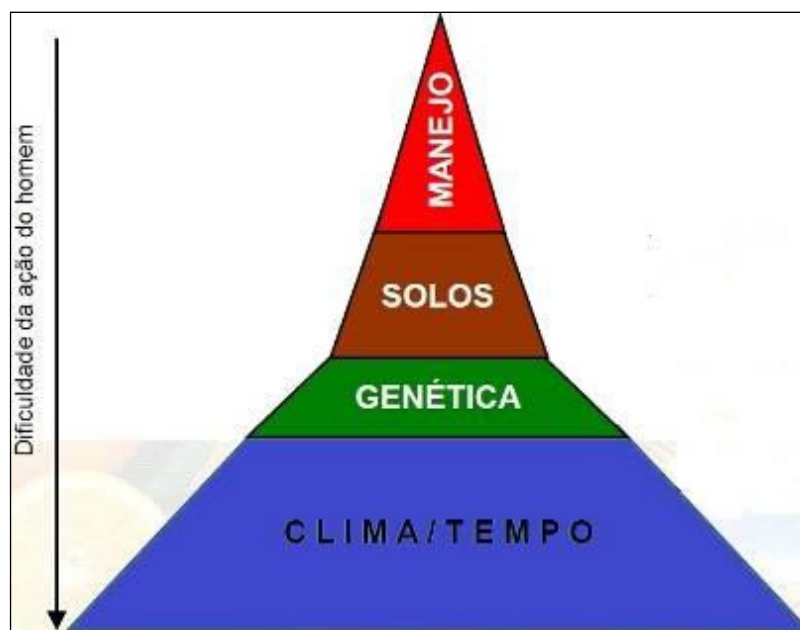 Dificuldade da ação do homem
MANEJO
SOLOS
GENÉTICA
CLIMA/TEMPO